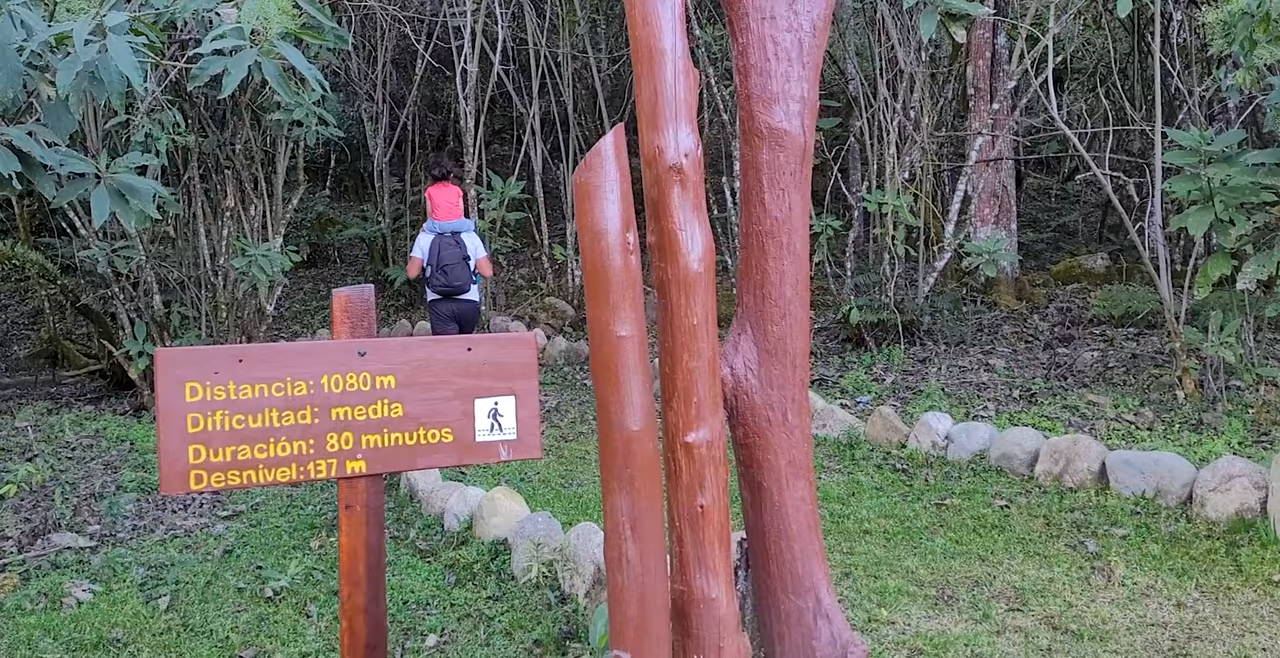 Distancia: 1080 m
Dificultad: media
Duración: 80 minutos
Desnivel: 137 m